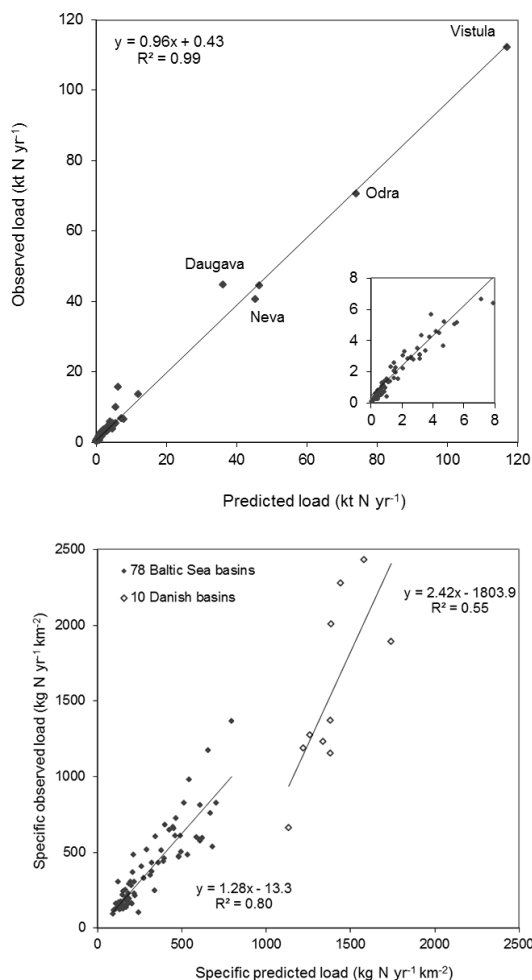 y = 0.96x + 0.43
R² = 0.99
Vistula
Odra
Daugava
Neva
Observed load (kt N yr⁻¹)
120
100
80
60
40
20
0
0 20 40 60 80 100 120
8
6
4
2
0
0 2 4 6 8
Predicted load (kt N yr⁻¹)
78 Baltic Sea basins
10 Danish basins
y = 2.42x - 1803.9
R² = 0.55
y = 1.28x - 13.3
R² = 0.80
Specific observed load (kg N yr⁻¹ km⁻²)
2500
2000
1500
1000
500
0
0 500 1000 1500 2000 2500
Specific predicted load (kg N yr⁻¹ km⁻²)